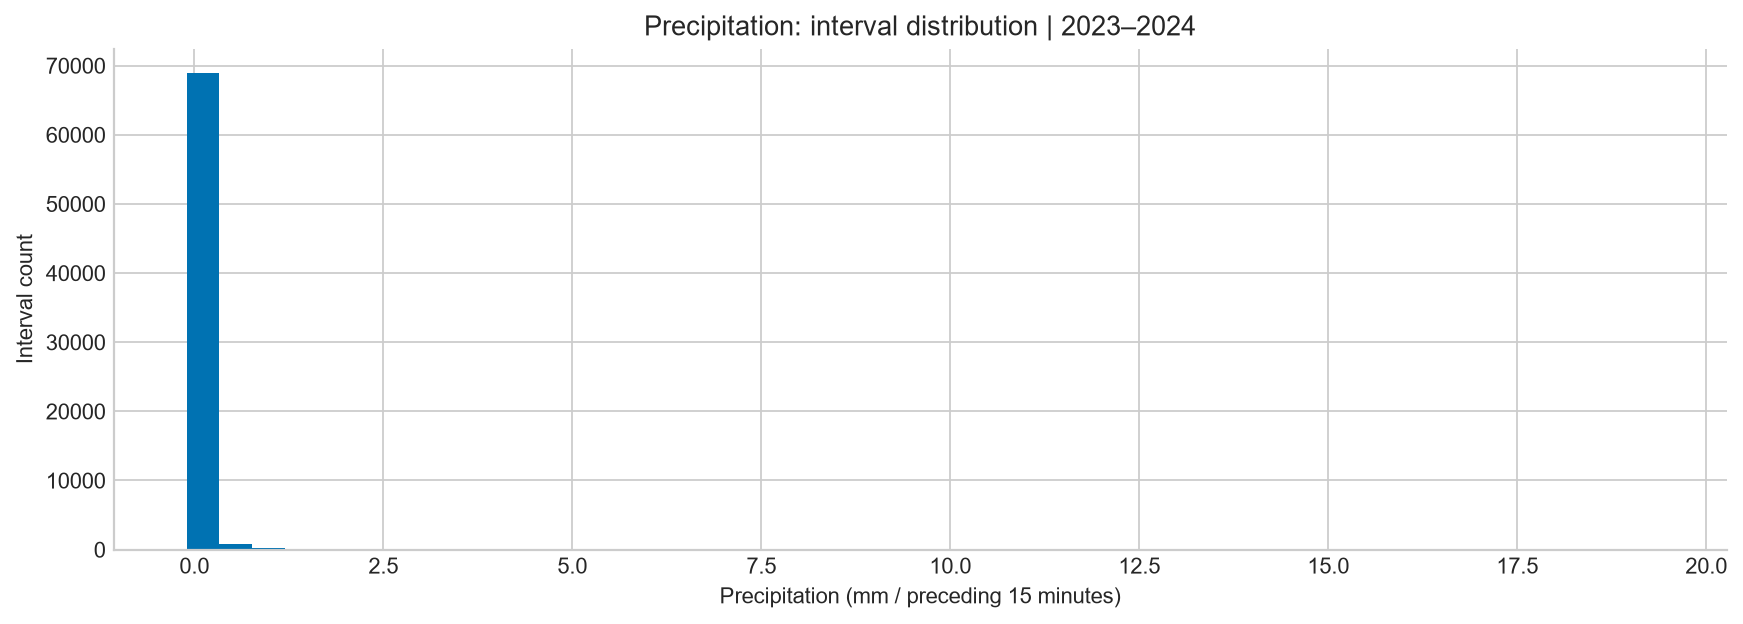 Precipitation: interval distribution | 2023–2024
Interval count
70000
60000
50000
40000
30000
20000
10000
0
0.0 2.5 5.0 7.5 10.0 12.5 15.0 17.5 20.0
Precipitation (mm / preceding 15 minutes)